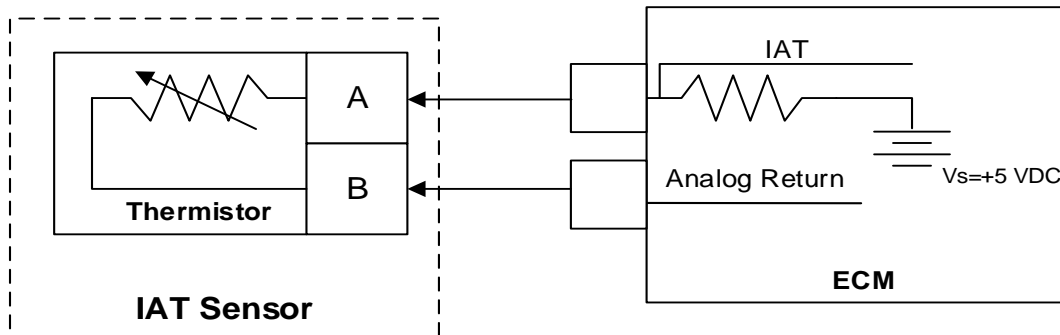 IAT
A
B
Thermistor
IAT Sensor
Analog Return
Vs=+5 VDC
ECM